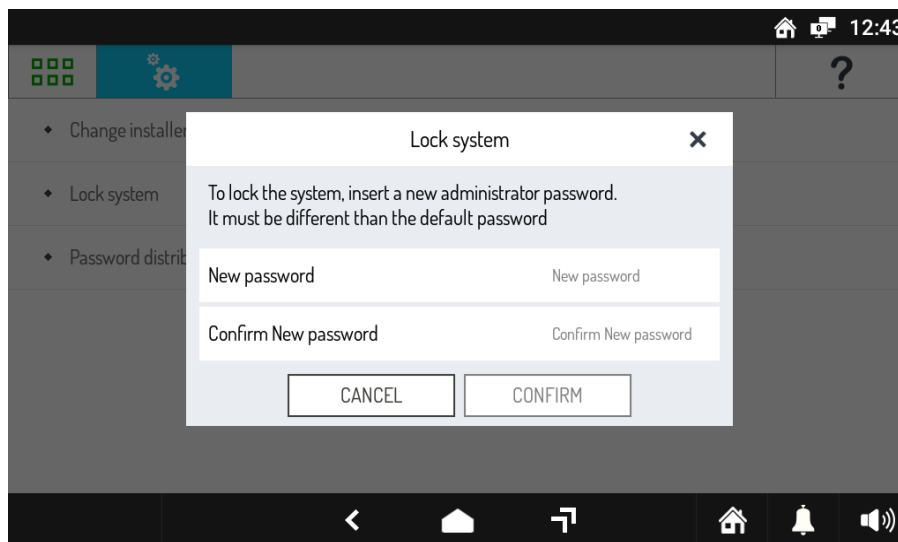 12:43
?
Change installer
Lock system
Password distrib
Lock system
To lock the system, insert a new administrator password.
It must be different than the default password
New password New password
Confirm New password Confirm New password
CANCEL CONFIRM